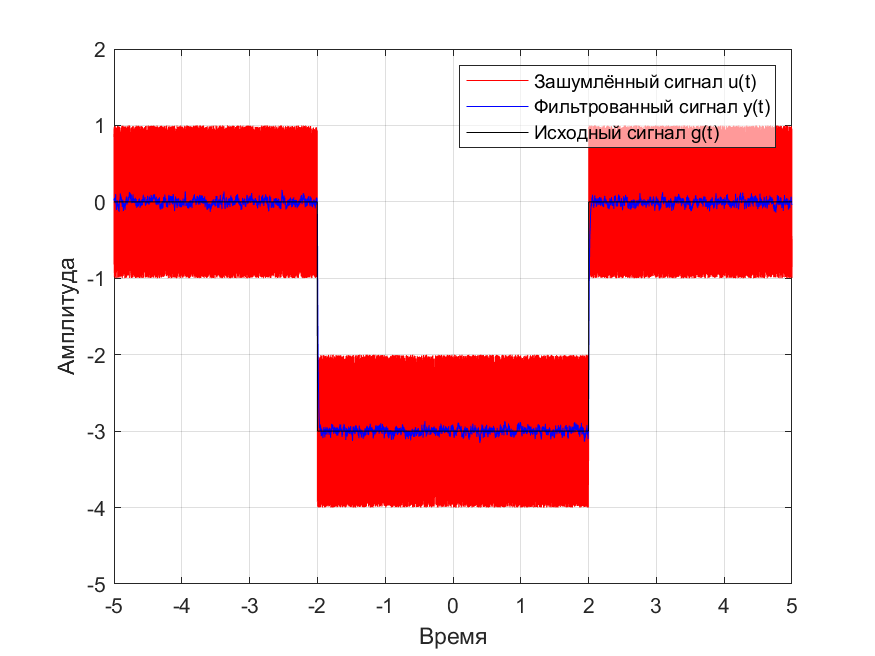 2
Зашумлённый сигнал u(t)
Фильтрованный сигнал y(t)
Исходный сигнал g(t)
1
0
-1
-2
-3
-4
-5
Амплитуда
-5 -4 -3 -2 -1 0 1 2 3 4 5
Время